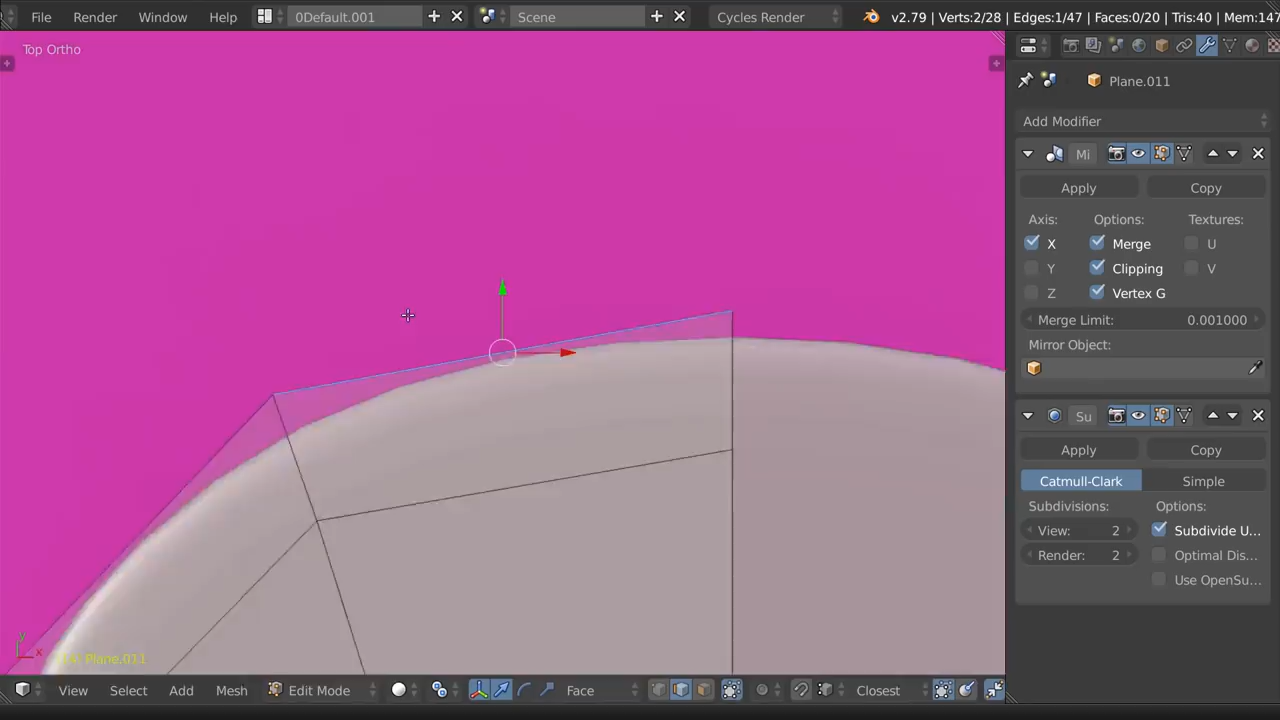 File Render Window Help 0Default.001 Scene Cycles Render v2.79 | Verts:2/28 | Edges:1/47 | Faces:0/20 | Tris:40 | Mem:147
Top Ortho
Plane.011
Add Modifier
Mi
Apply Copy
Axis: Options: Textures:
X Merge U
Y Clipping V
Z Vertex G
Merge Limit: 0.001000
Mirror Object:
Su
Apply Copy
Catmull-Clark Simple
Subdivisions: Options:
View: 2 Subdivide U...
Render: 2 Optimal Dis...
Use OpenSu...
y
x
Plane.011
View Select Add Mesh Edit Mode Face Closest